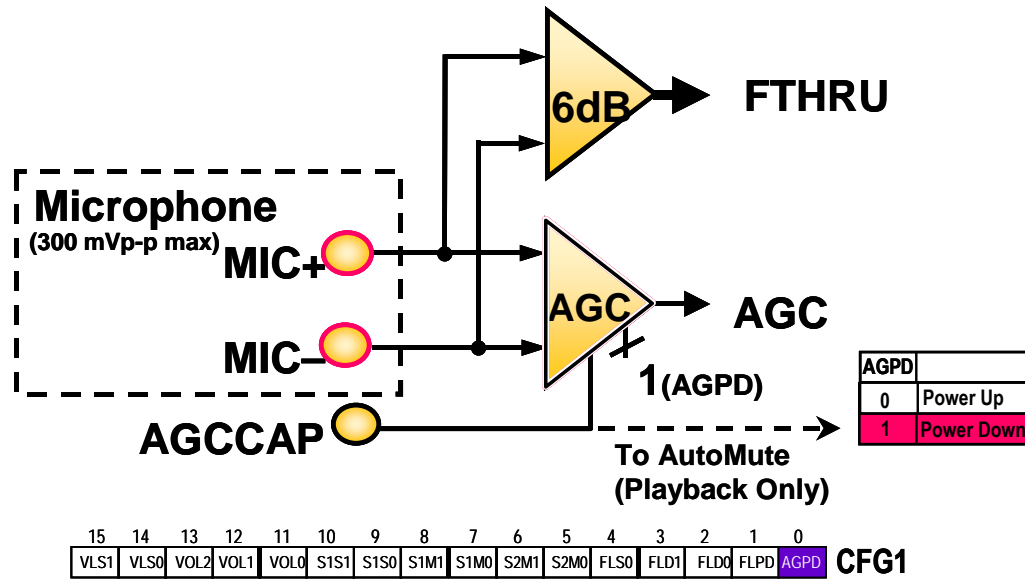 6dB
FTHRU
Microphone
(300 mVp-p max)
MIC+
AGC
AGC
MIC–
1(AGPD)
AGPD
0 Power Up
1 Power Down
AGCCAP
To AutoMute
(Playback Only)
15 14 13 12 11 10 9 8 7 6 5 4 3 2 1 0
VLS1 VLS0 VOL2 VOL1 VOL0 S1S1 S1S0 S1M1 S1M0 S2M1 S2M0 FLS0 FLD1 FLD0 FLPD AGPD CFG1